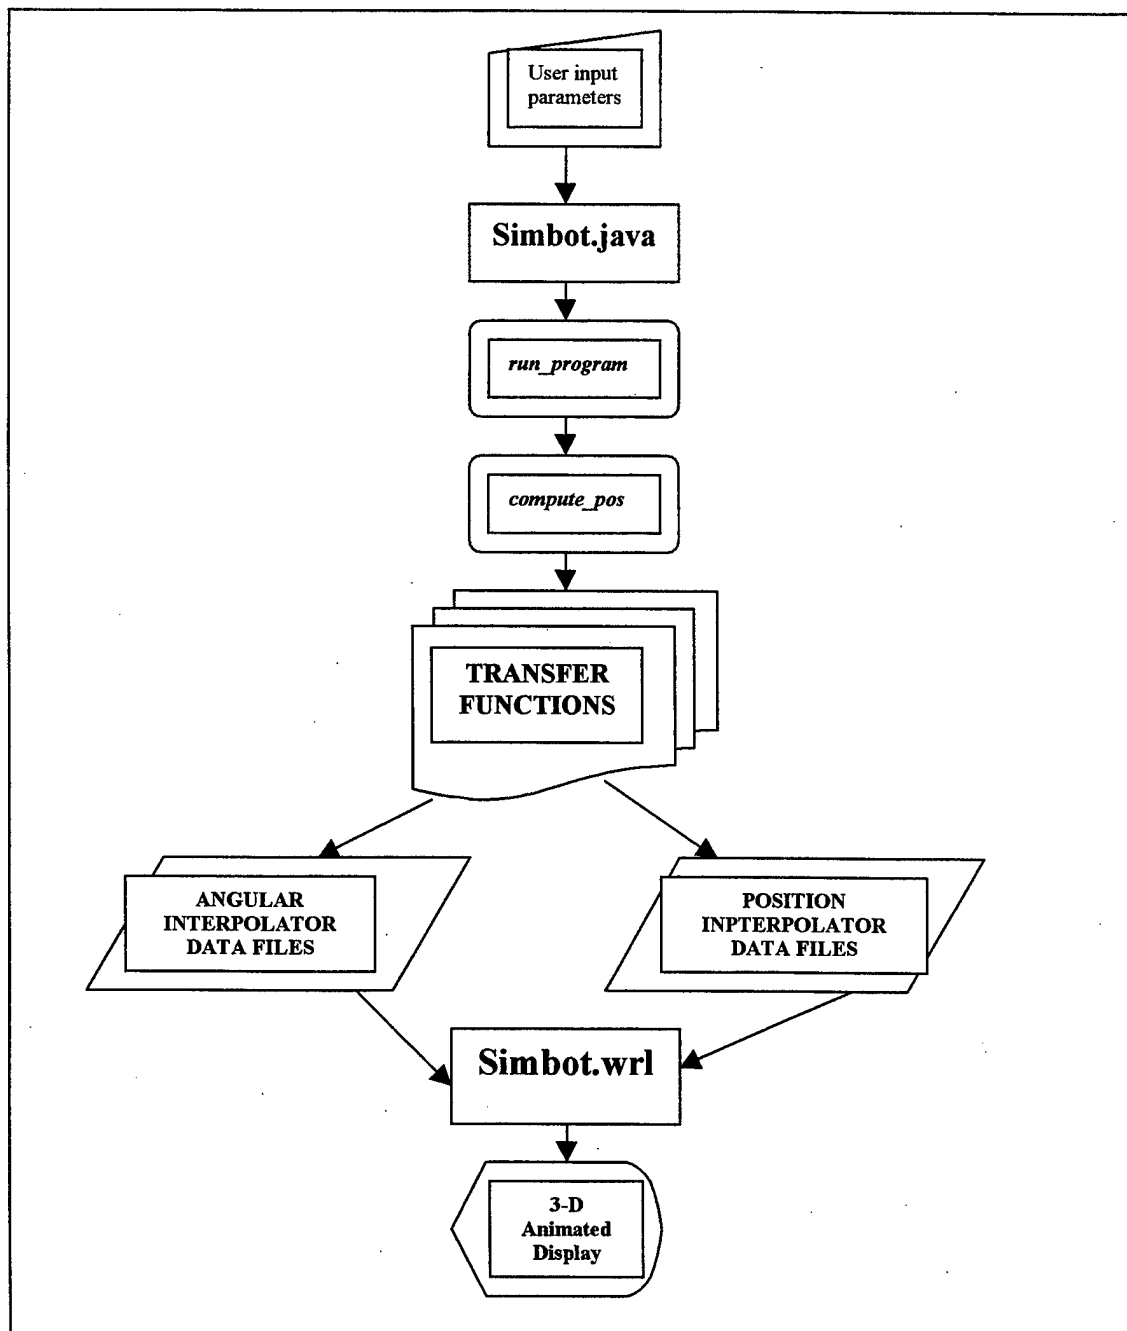 User input
parameters
Simbot.java
run_program
compute_pos
TRANSFER
FUNCTIONS
ANGULAR
INTERPOLATOR
DATA FILES
POSITION
INPTERPOLATOR
DATA FILES
Simbot.wrl
3-D
Animated
Display